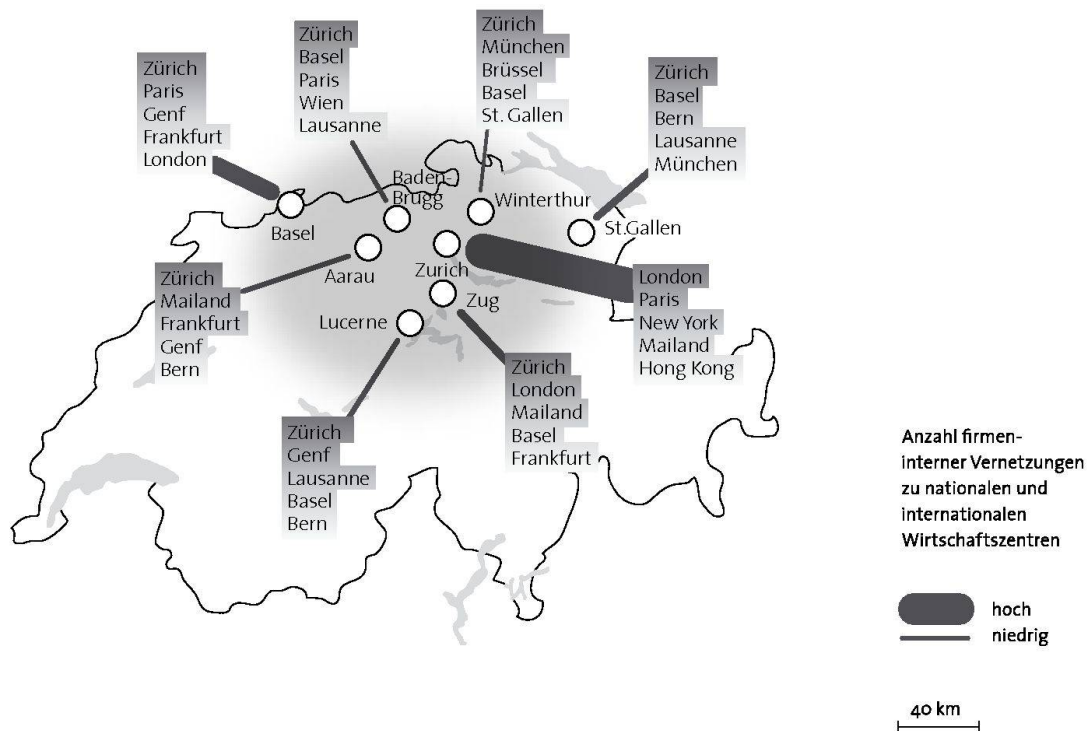 Zürich
Basel
Paris
Wien
Lausanne
Zürich
München
Brüssel
Basel
St. Gallen
Zürich
Paris
Genf
Frankfurt
London
Zürich
Basel
Bern
Lausanne
München
Baden-
Brugg
Winterthur
Basel
St.Gallen
Aarau
Zurich
Zug
Lucerne
Zürich
Mailand
Frankfurt
Genf
Bern
London
Paris
New York
Mailand
Hong Kong
Zürich
London
Mailand
Basel
Frankfurt
Zürich
Genf
Lausanne
Basel
Bern
Anzahl firmen-
interner Vernetzungen
zu nationalen und
internationalen
Wirtschaftszentren
hoch
niedrig
40 km